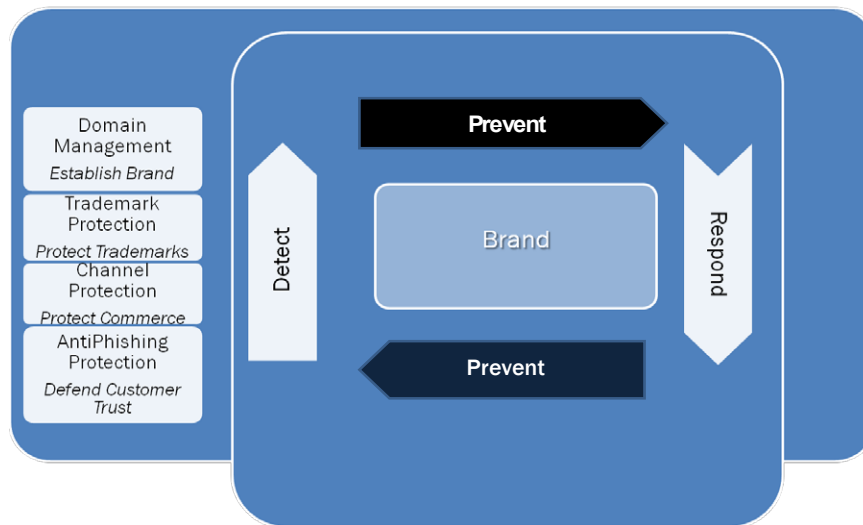 Domain
Management
Establish Brand
Trademark
Protection
Protect Trademarks
Channel
Protection
Protect Commerce
AntiPhishing
Protection
Defend Customer
Trust
Detect
Prevent
Brand
Prevent
Respond